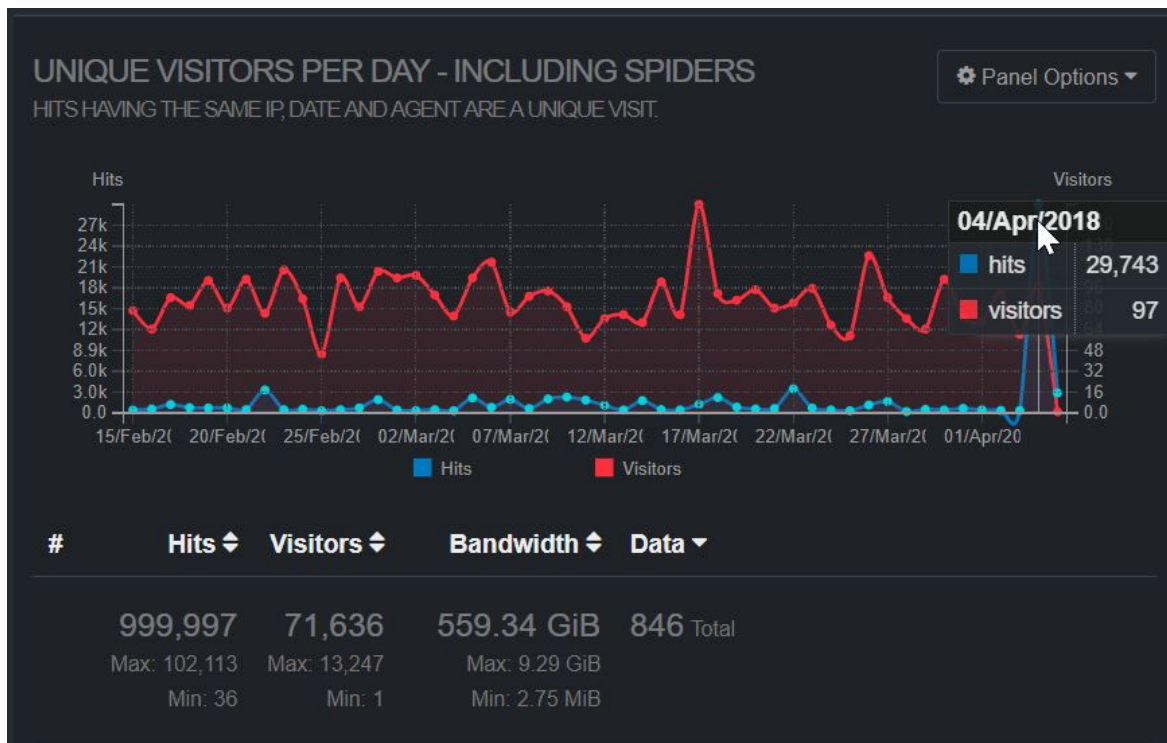 UNIQUE VISITORS PER DAY - INCLUDING SPIDERS
Panel Options
HITS HAVING THE SAME IP, DATE AND AGENT ARE A UNIQUE VISIT.
Hits
Visitors
27k
24k
21k
18k
15k
12k
8.9k
6.0k
3.0k
0.0
04/Apr/2018
hits 29,743
visitors 97
64
48
32
16
0.0
15/Feb/2( 20/Feb/2( 25/Feb/2( 02/Mar/2( 07/Mar/2( 12/Mar/2( 17/Mar/2( 22/Mar/2( 27/Mar/2( 01/Apr/20
Hits Visitors
# Hits Visitors Bandwidth Data
999,997 71,636 559.34 GiB 846 Total
Max: 102,113 Max: 13,247 Max: 9.29 GiB
Min: 36 Min: 1 Min: 2.75 MiB